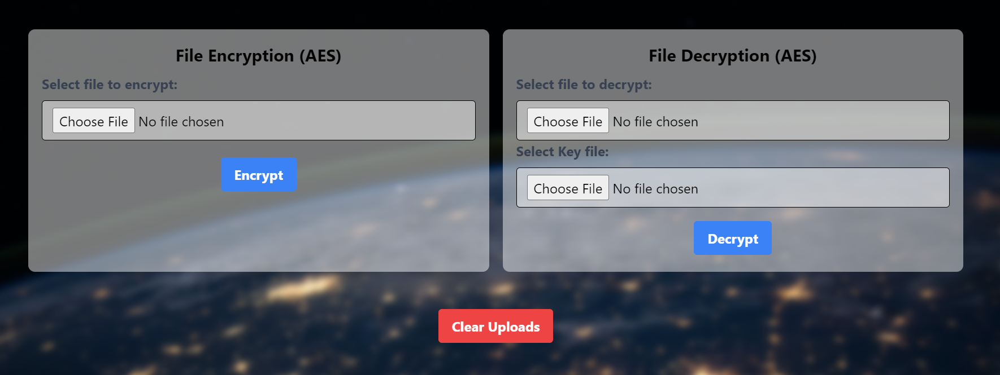 File Encryption (AES)
Select file to encrypt:
Choose File No file chosen
Encrypt
File Decryption (AES)
Select file to decrypt:
Choose File No file chosen
Select Key file:
Choose File No file chosen
Decrypt
Clear Uploads